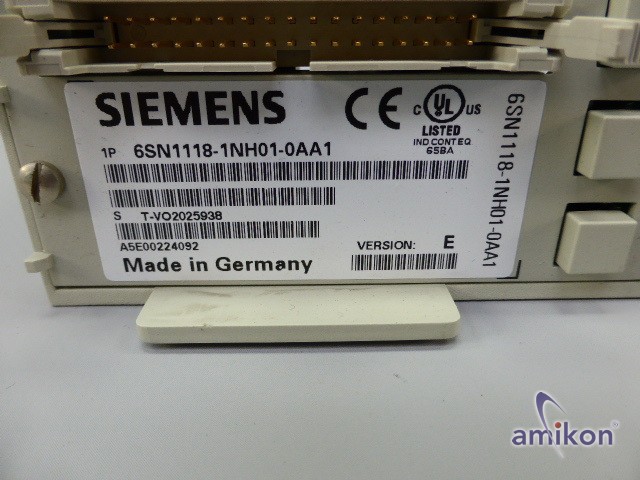 SIEMENS
CE
C UL US
LISTED
IND CONT EQ
65BA
1P 6SN1118-1NH01-0AA1
S T-VO2025938
A5E00224092
VERSION: E
Made in Germany
6SN1118-1NH01-0AA1
amikon